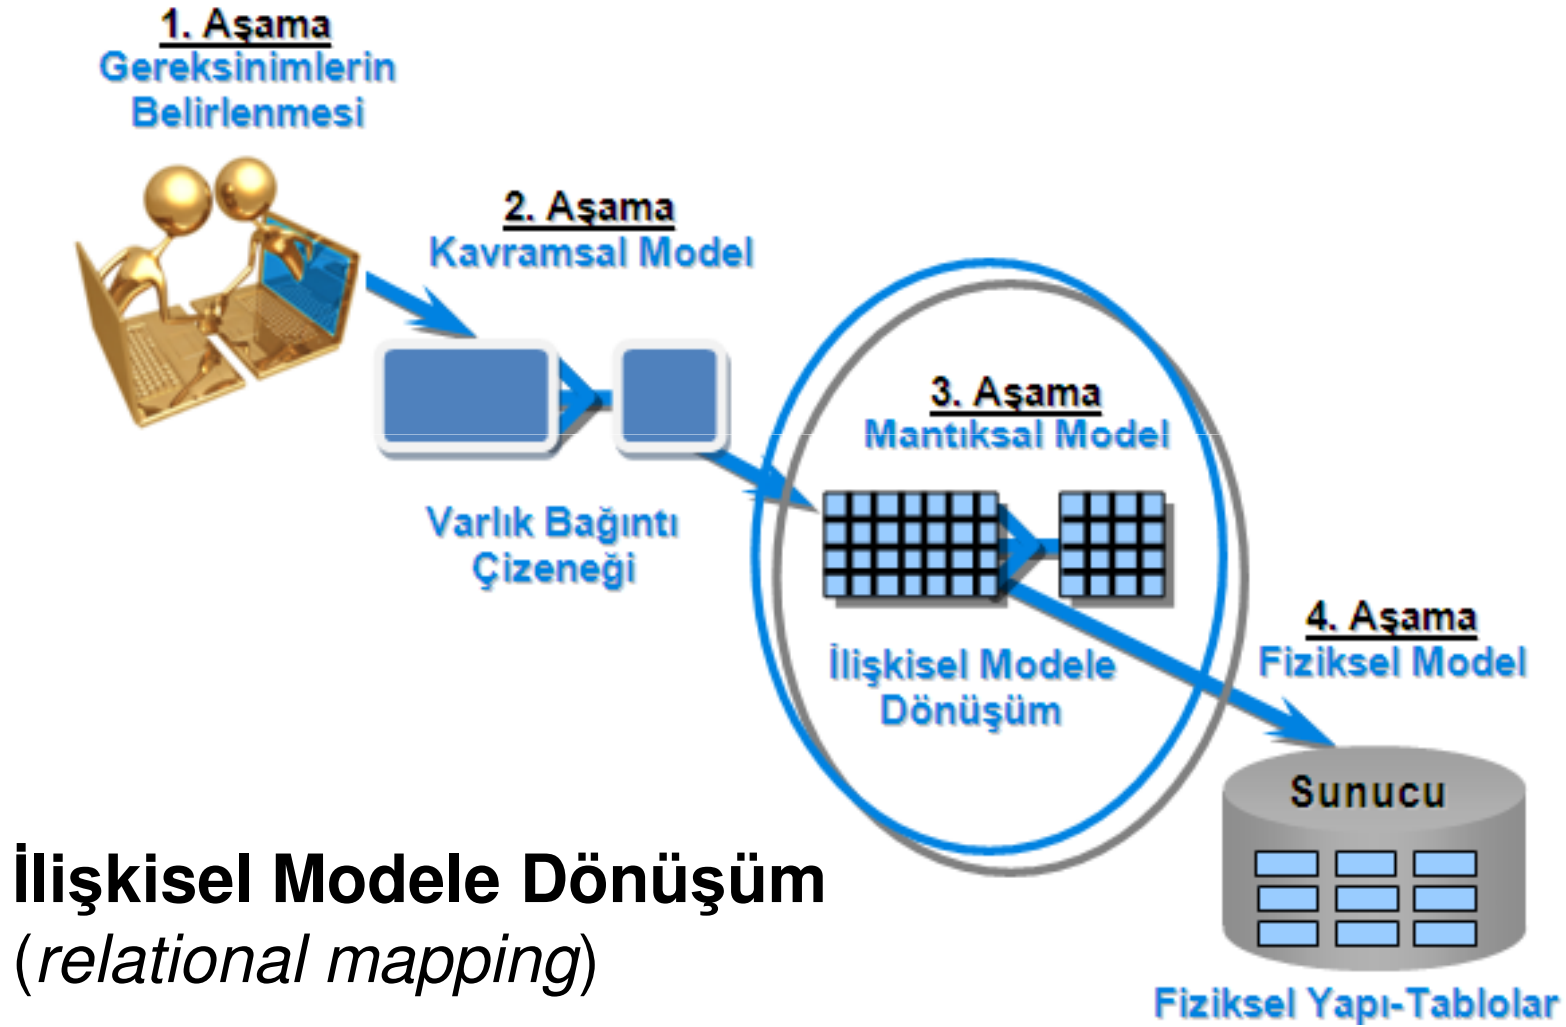 1. Aşama
Gereksinimlerin
Belirlenmesi
2. Aşama
Kavramsal Model
Varlık Bağıntı
Çizeneği
3. Aşama
Mantıksal Model
İlişkisel Modele
Dönüşüm
4. Aşama
Fiziksel Model
Sunucu
Fiziksel Yapı-Tablolar
İlişkisel Modele Dönüşüm
(relational mapping)